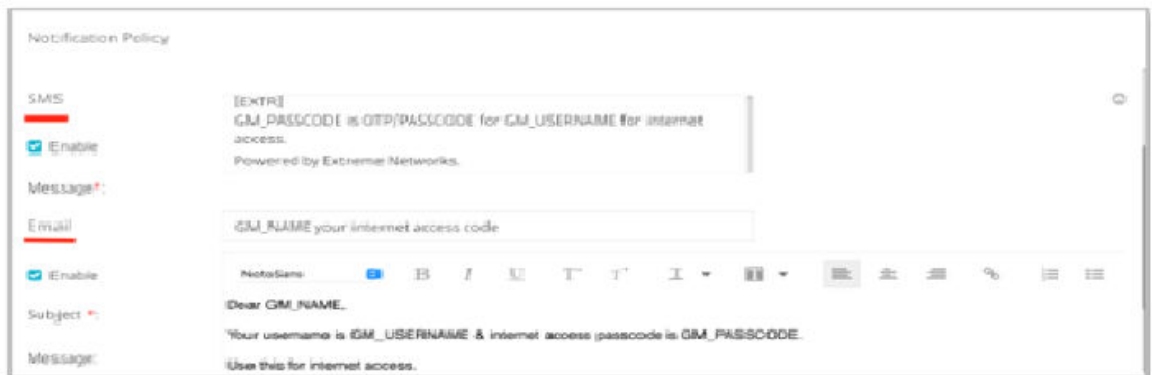 Notification Policy
SMS
[EXTR]
GM_PASSCODE is OTP/PASSCODE for GM_USERNAME for internet
access.
Enable
Powered by Extreme Networks.
Message*:
Email
GM_NAME your internet access code
Enable
NotoSans
Dear GM_NAME,
Subject *:
Your username is GM_USERNAME & internet access passcode is GM_PASSCODE.
Message:
Use this for internet access.